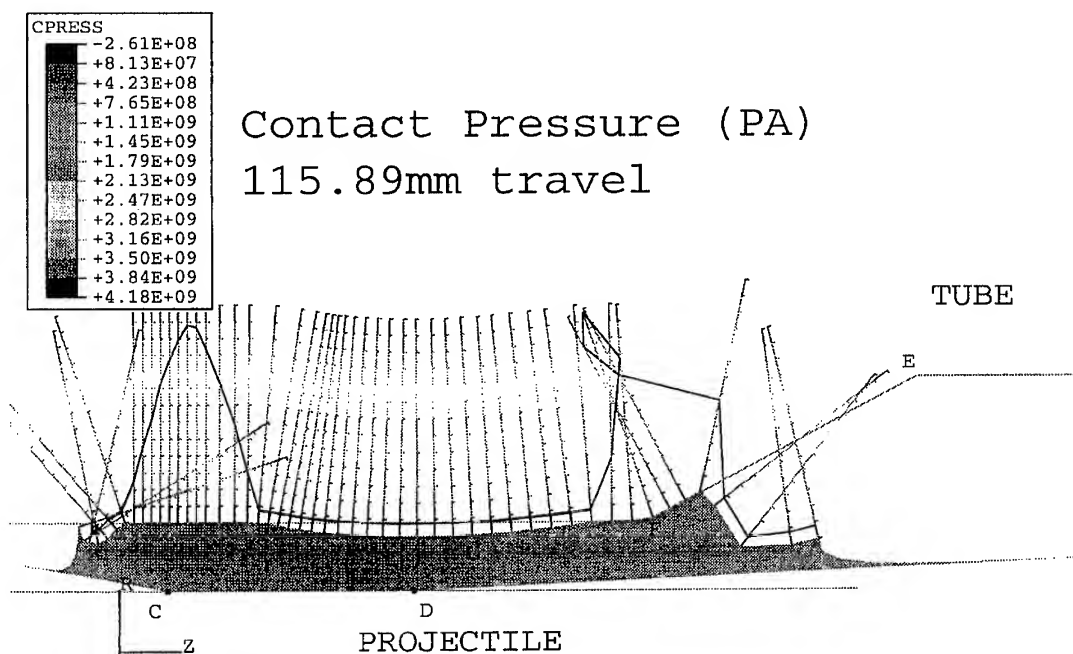 CPRESS
-2.61E+08
+8.13E+07
+4.23E+08
+7.65E+08
+1.11E+09
+1.45E+09
+1.79E+09
+2.13E+09
+2.47E+09
+2.82E+09
+3.16E+09
+3.50E+09
+3.84E+09
+4.18E+09
Contact Pressure (PA)
115.89mm travel
TUBE
E
R
C
D
Z
PROJECTILE